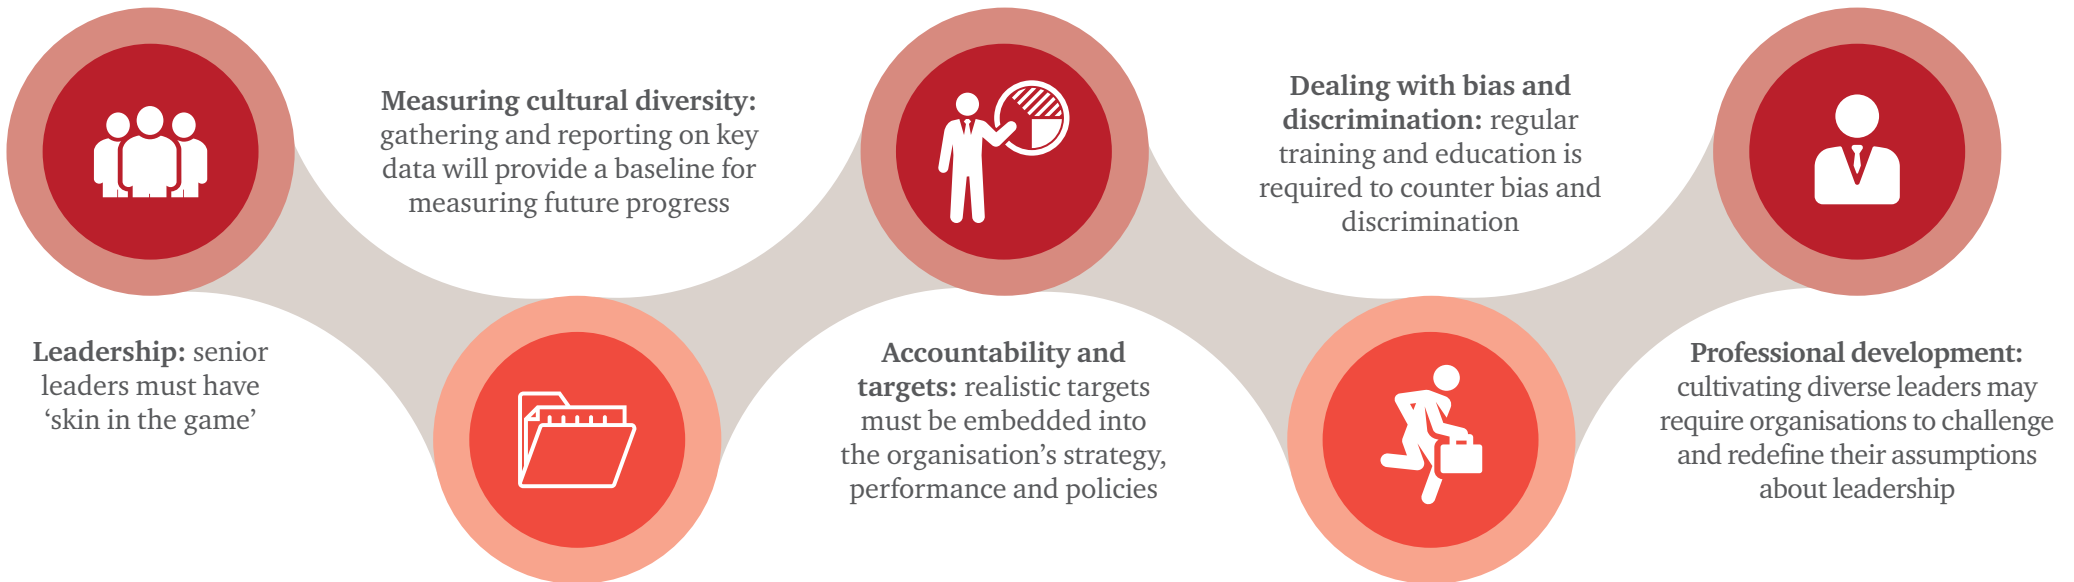 Leadership: senior
leaders must have
‘skin in the game’
Measuring cultural diversity:
gathering and reporting on key
data will provide a baseline for
measuring future progress
Accountability and
targets: realistic targets
must be embedded into
the organisation’s strategy,
performance and policies
Dealing with bias and
discrimination: regular
training and education is
required to counter bias and
discrimination
Professional development:
cultivating diverse leaders may
require organisations to challenge
and redefine their assumptions
about leadership